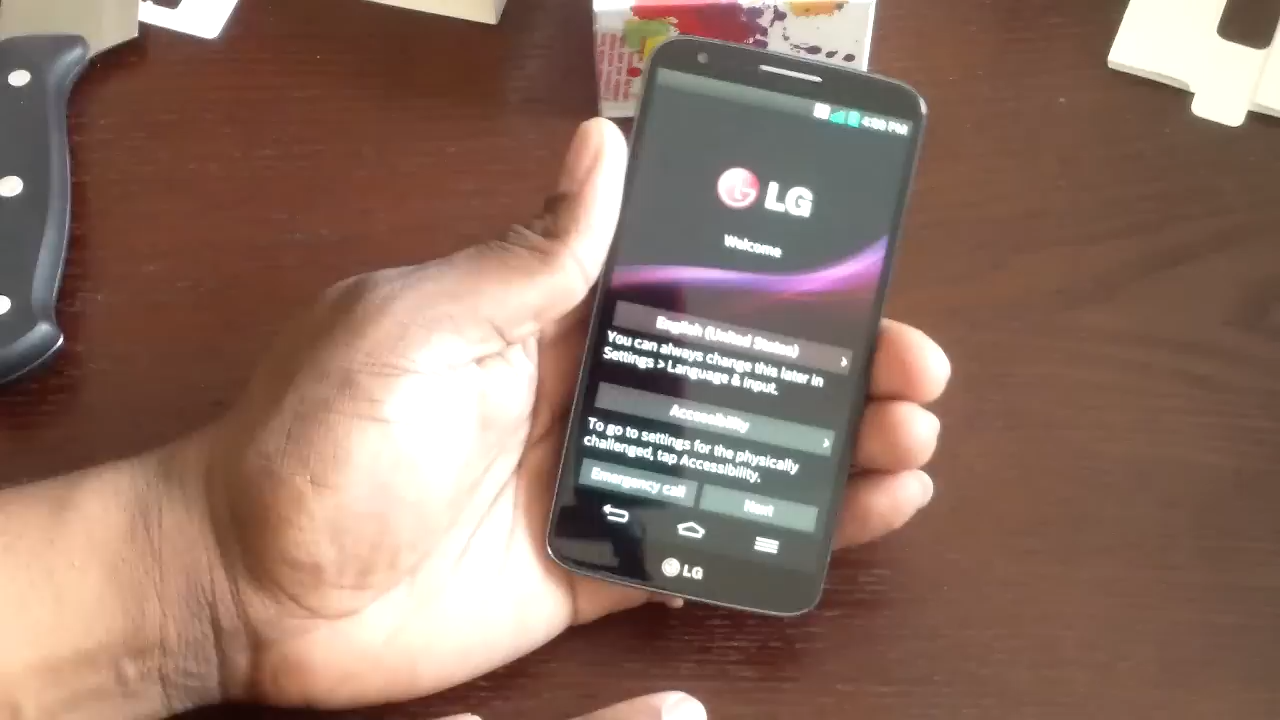 LG
Welcome
English (United States)
You can always change this later in
Settings > Language & input.
Accessibility
To go to settings for the physically
challenged, tap Accessibility.
Emergency call
Next
LG